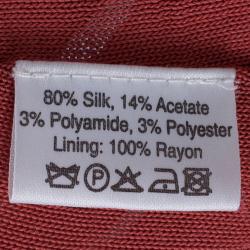 80% Silk, 14% Acetate
3% Polyamide, 3% Polyester
Lining: 100% Rayon
P